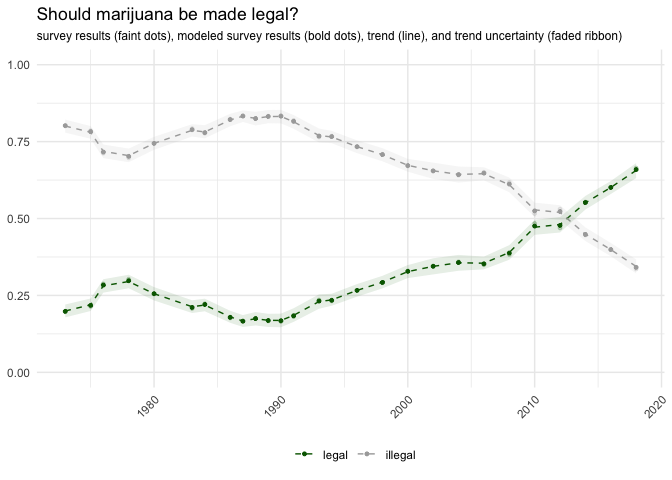 Should marijuana be made legal?
survey results (faint dots), modeled survey results (bold dots), trend (line), and trend uncertainty (faded ribbon)
1.00
0.75
0.50
0.25
0.00
1980
1990
2000
2010
2020
legal
illegal